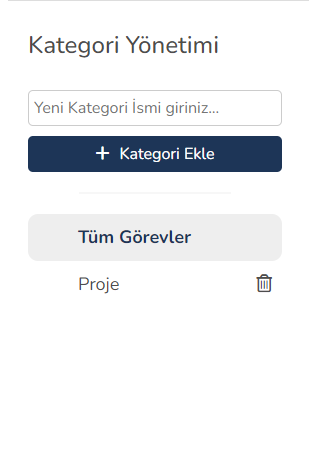 Kategori Yönetimi
Yeni Kategori İsmi giriniz...
Kategori Ekle
Tüm Görevler
Proje